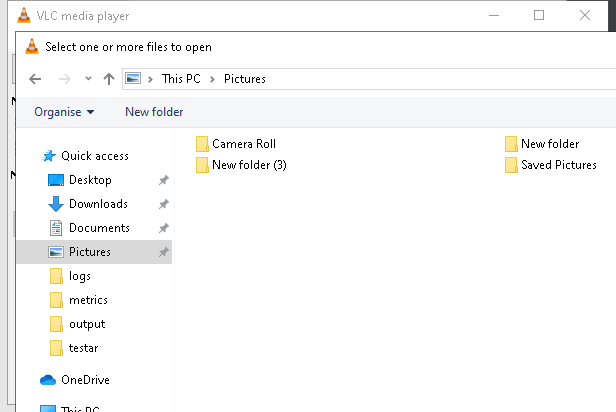 VLC media player
Select one or more files to open
This PC > Pictures
Organise New folder
Camera Roll New folder
New folder (3) Saved Pictures
Quick access
Desktop
Downloads
Documents
Pictures
logs
metrics
output
testar
OneDrive
This PC